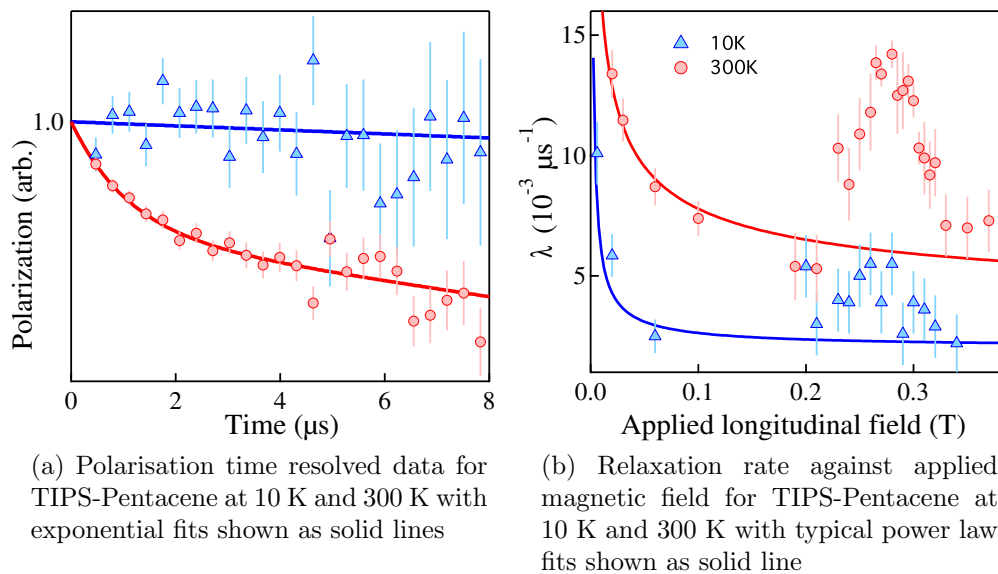 1.0
Polarization (arb.)
0
2
4
6
8
Time (μs)
(a) Polarisation time resolved data for
TIPS-Pentacene at 10 K and 300 K with
exponential fits shown as solid lines
15
10
5
λ (10⁻³ μs⁻¹)
10K
300K
0.0
0.1
0.2
0.3
Applied longitudinal field (T)
(b) Relaxation rate against applied
magnetic field for TIPS-Pentacene at
10 K and 300 K with typical power law
fits shown as solid line